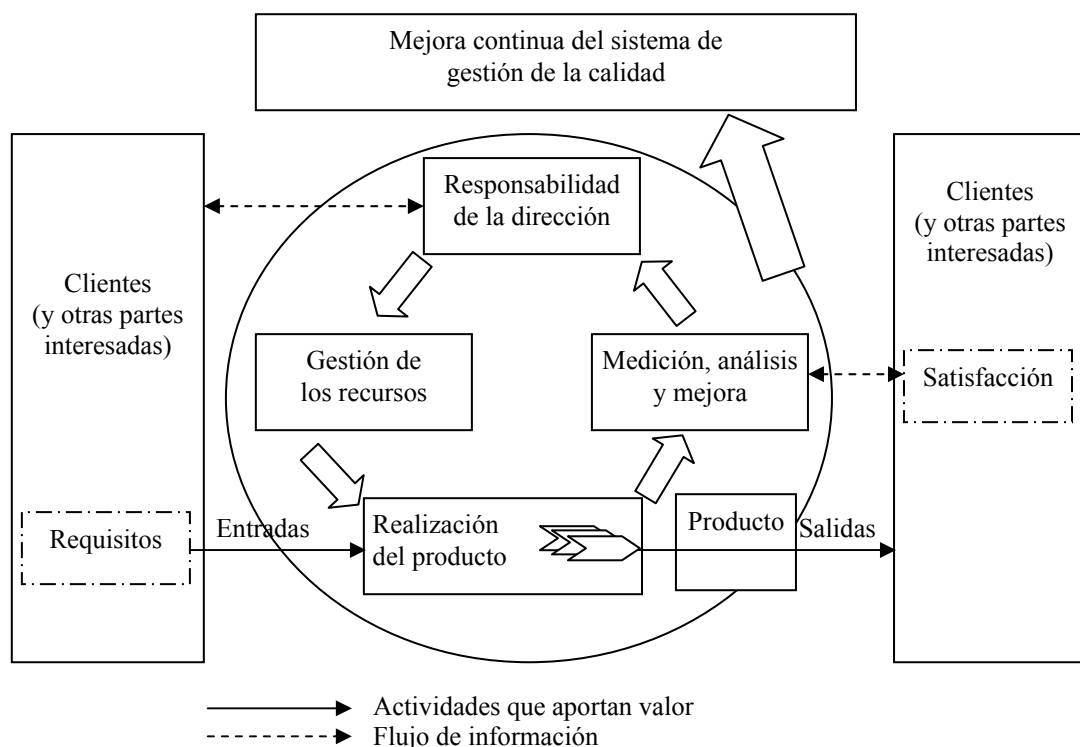 Mejora continua del sistema de
gestión de la calidad
Responsabilidad
de la dirección
Clientes
(y otras partes
interesadas)
Clientes
(y otras partes
interesadas)
Gestión de
los recursos
Medición, análisis
y mejora
Satisfacción
Requisitos
Entradas
Realización
del producto
Producto
Salidas
Actividades que aportan valor
Flujo de información